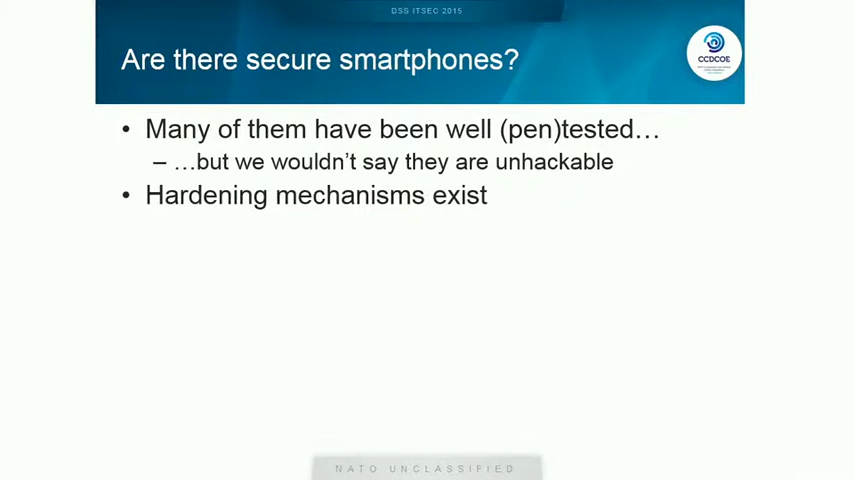 DSS ITSEC 2015
Are there secure smartphones?
CCDCOE
• Many of them have been well (pen)tested…
– …but we wouldn’t say they are unhackable
• Hardening mechanisms exist
NATO UNCLASSIFIED